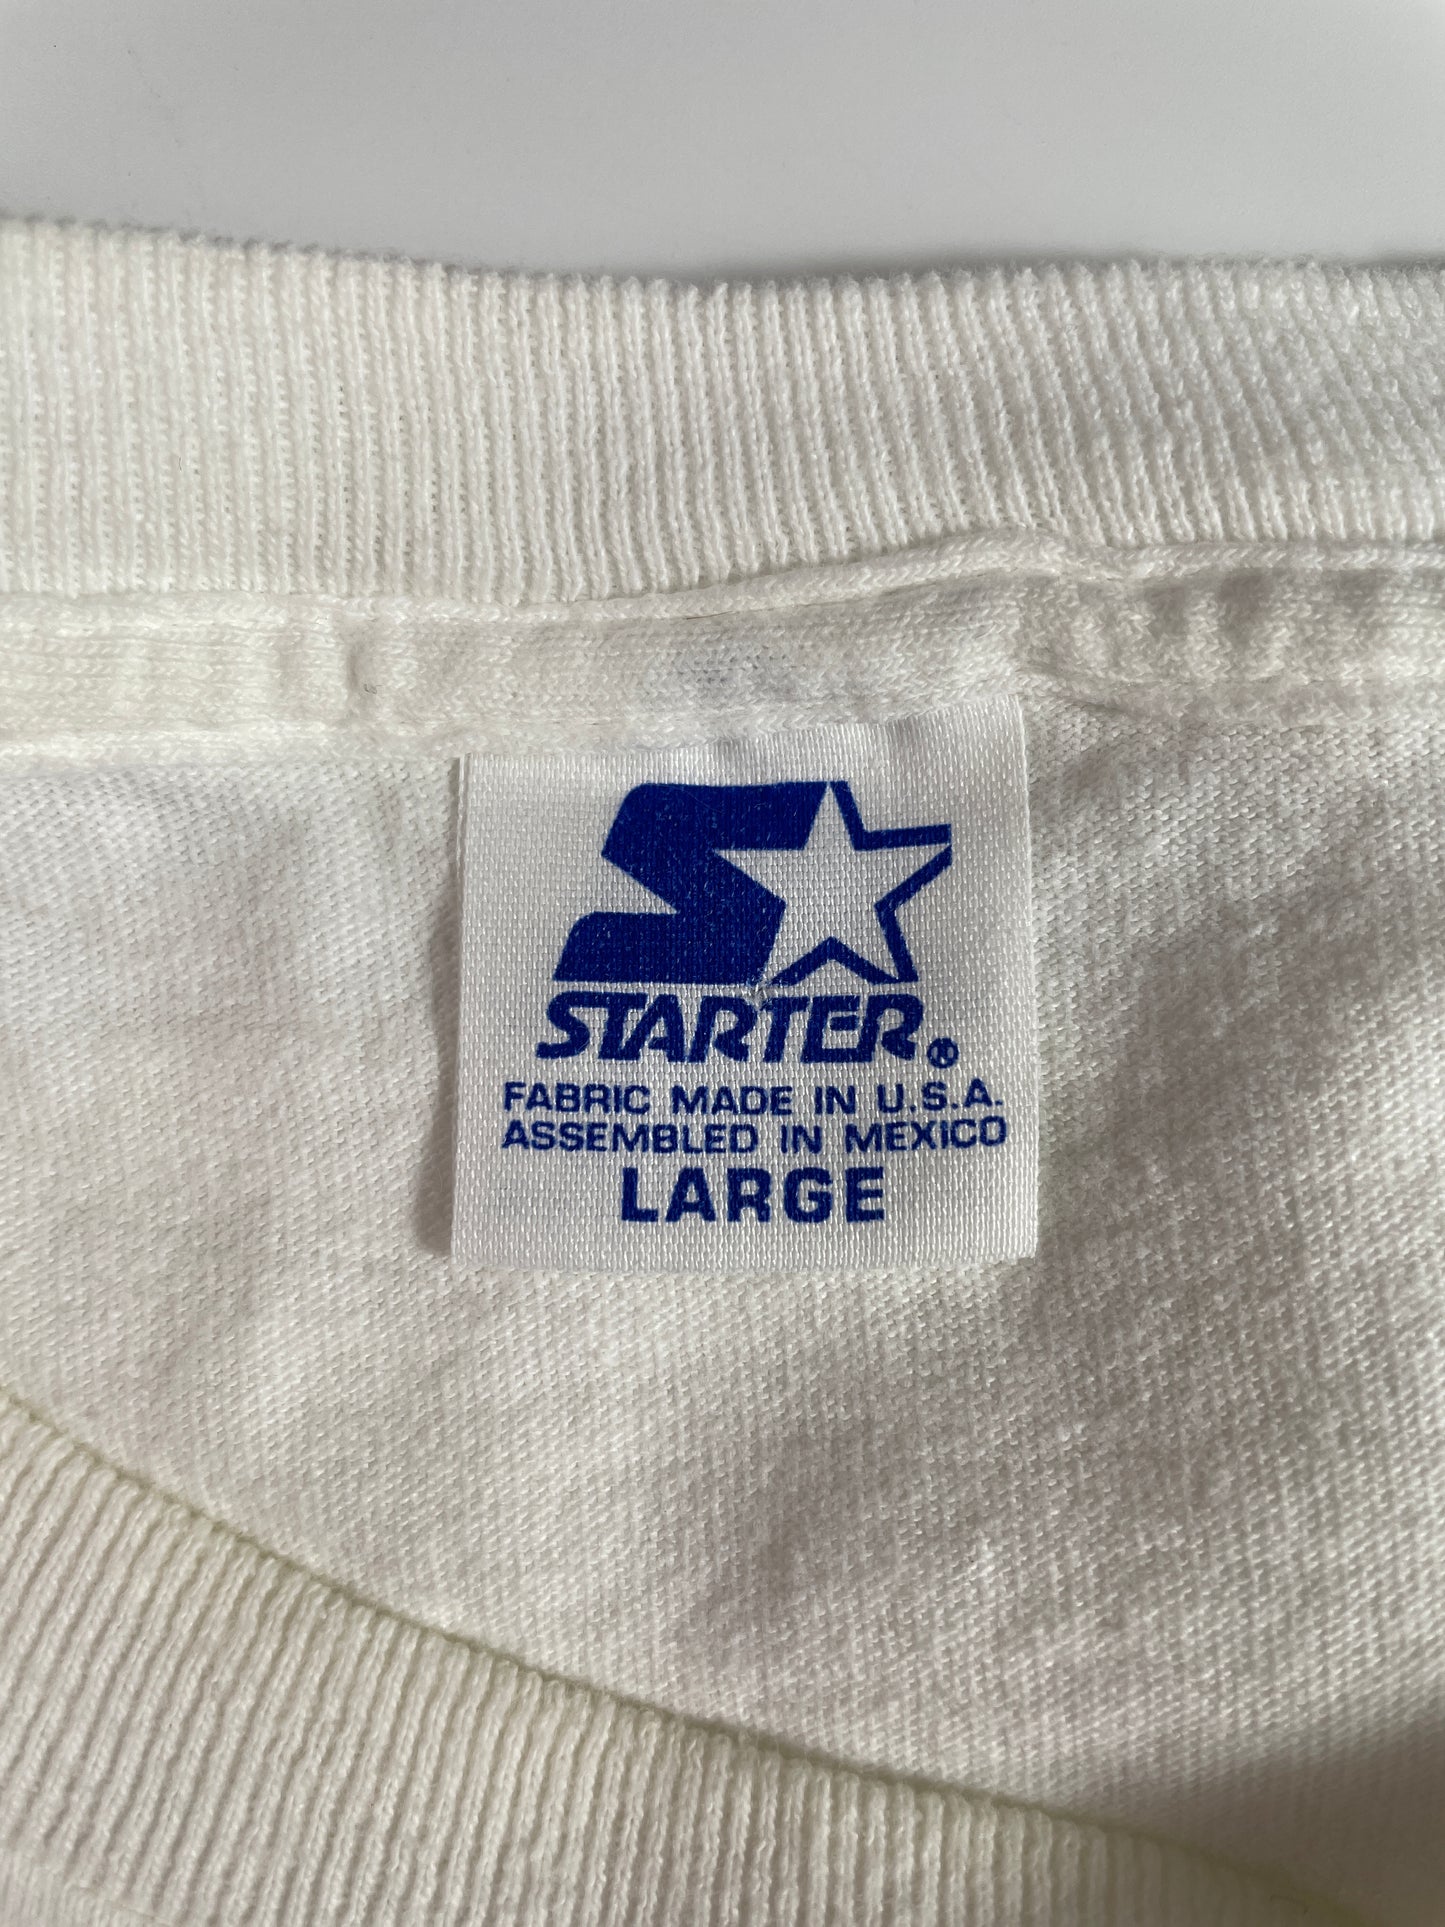 STARTER®
FABRIC MADE IN U.S.A.
ASSEMBLED IN MEXICO
LARGE